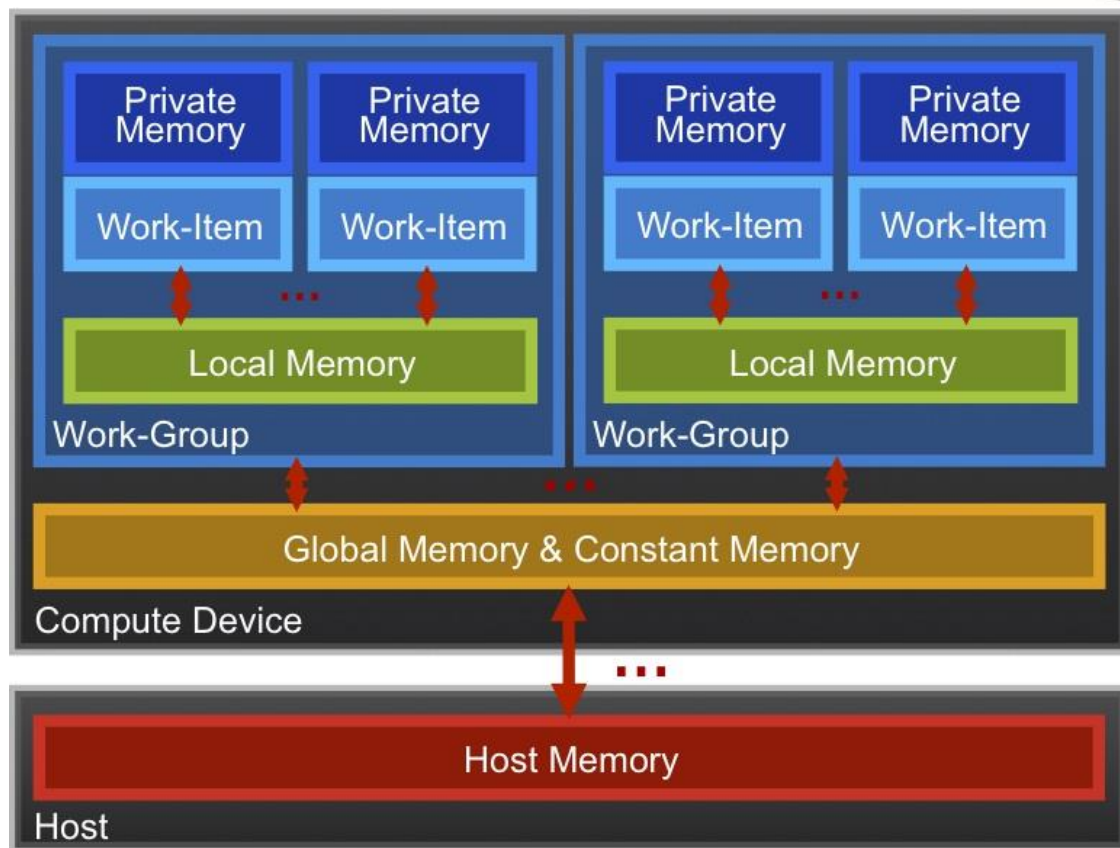 Private Memory
Private Memory
Private Memory
Private Memory
Work-Item
Work-Item
Work-Item
Work-Item
...
...
Local Memory
Local Memory
Work-Group
Work-Group
...
Global Memory & Constant Memory
Compute Device
...
Host Memory
Host